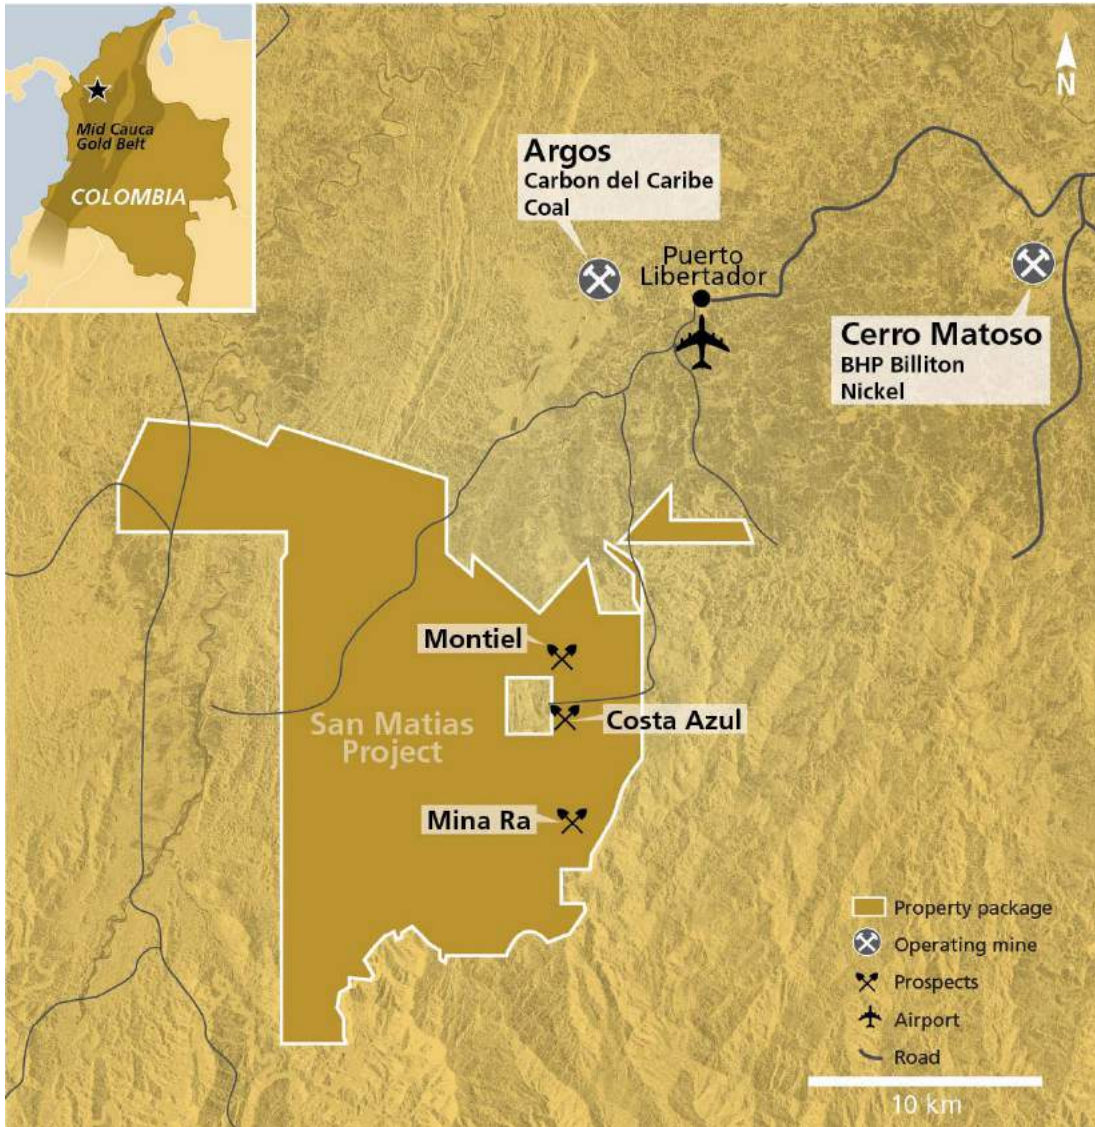 Mid Cauca
Gold Belt
COLOMBIA
N
Argos
Carbon del Caribe
Coal
Puerto
Libertador
Cerro Matoso
BHP Billiton
Nickel
Montiel
San Matias
Project
Costa Azul
Mina Ra
Property package
Operating mine
Prospects
Airport
Road
10 km